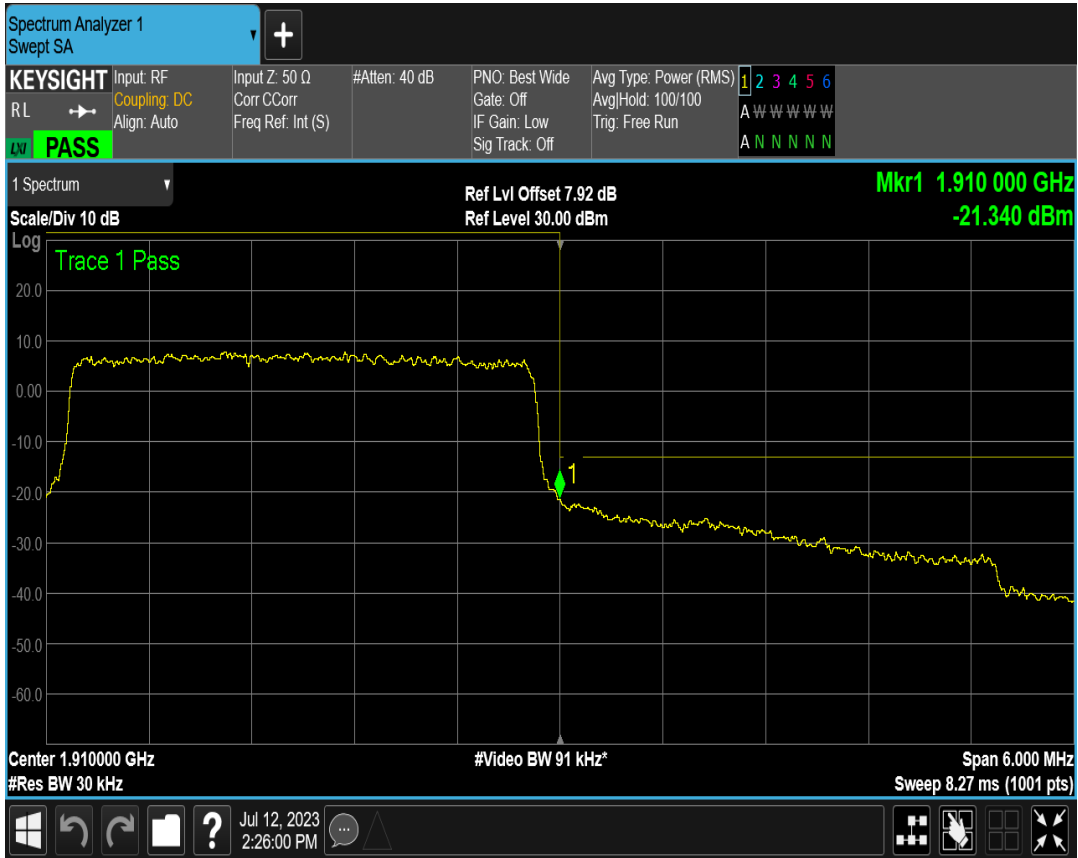 Spectrum Analyzer 1
Swept SA
+
KEYSIGHT Input: RF Input Z: 50 Ω #Atten: 40 dB PNO: Best Wide Avg Type: Power (RMS) 1 2 3 4 5 6
RL Coupling: DC Corr CCorr Gate: Off Avg|Hold: 100/100 A W W W W W
Align: Auto Freq Ref: Int (S) IF Gain: Low Trig: Free Run
LXI PASS Sig Track: Off A N N N N N
1 Spectrum
Ref Lvl Offset 7.92 dB Mkr1 1.910 000 GHz
Scale/Div 10 dB Ref Level 30.00 dBm -21.340 dBm
Log
Trace 1 Pass
20.0
10.0
0.00
-10.0
1
-20.0
-30.0
-40.0
-50.0
-60.0
Center 1.910000 GHz #Video BW 91 kHz* Span 6.000 MHz
#Res BW 30 kHz Sweep 8.27 ms (1001 pts)
? Jul 12, 2023
2:26:00 PM